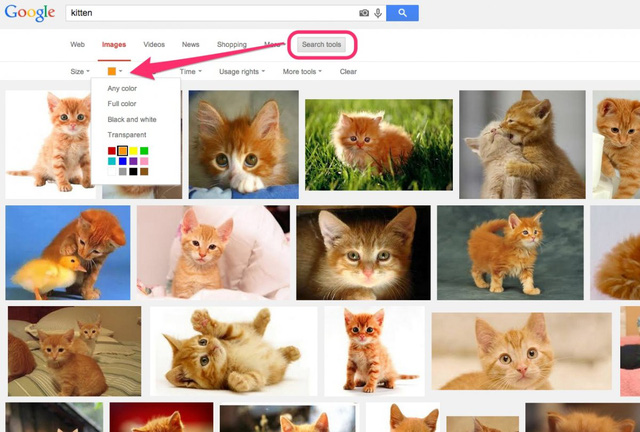 Google kitten
Web Images Videos News Shopping More Search tools
Size Time Usage rights More tools Clear
Any color
Full color
Black and white
Transparent